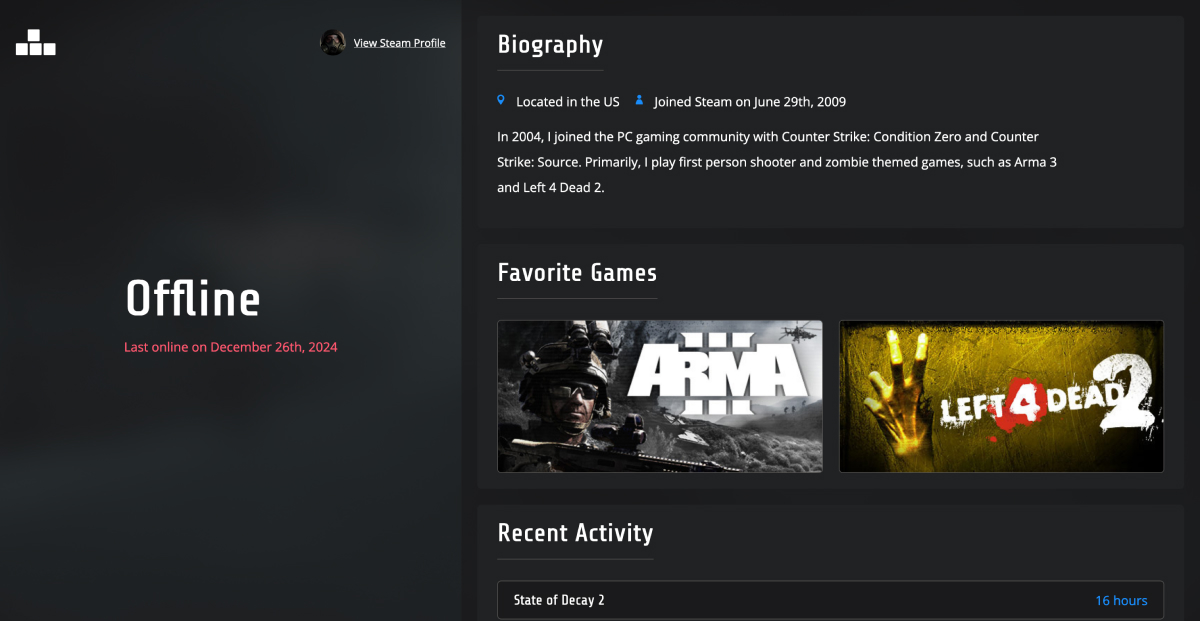 View Steam Profile
Offline
Last online on December 26th, 2024
Biography
Located in the US
Joined Steam on June 29th, 2009
In 2004, I joined the PC gaming community with Counter Strike: Condition Zero and Counter
Strike: Source. Primarily, I play first person shooter and zombie themed games, such as Arma 3
and Left 4 Dead 2.
Favorite Games
III
ARMA
III
LEFT 4 DEAD 2
Recent Activity
State of Decay 2
16 hours